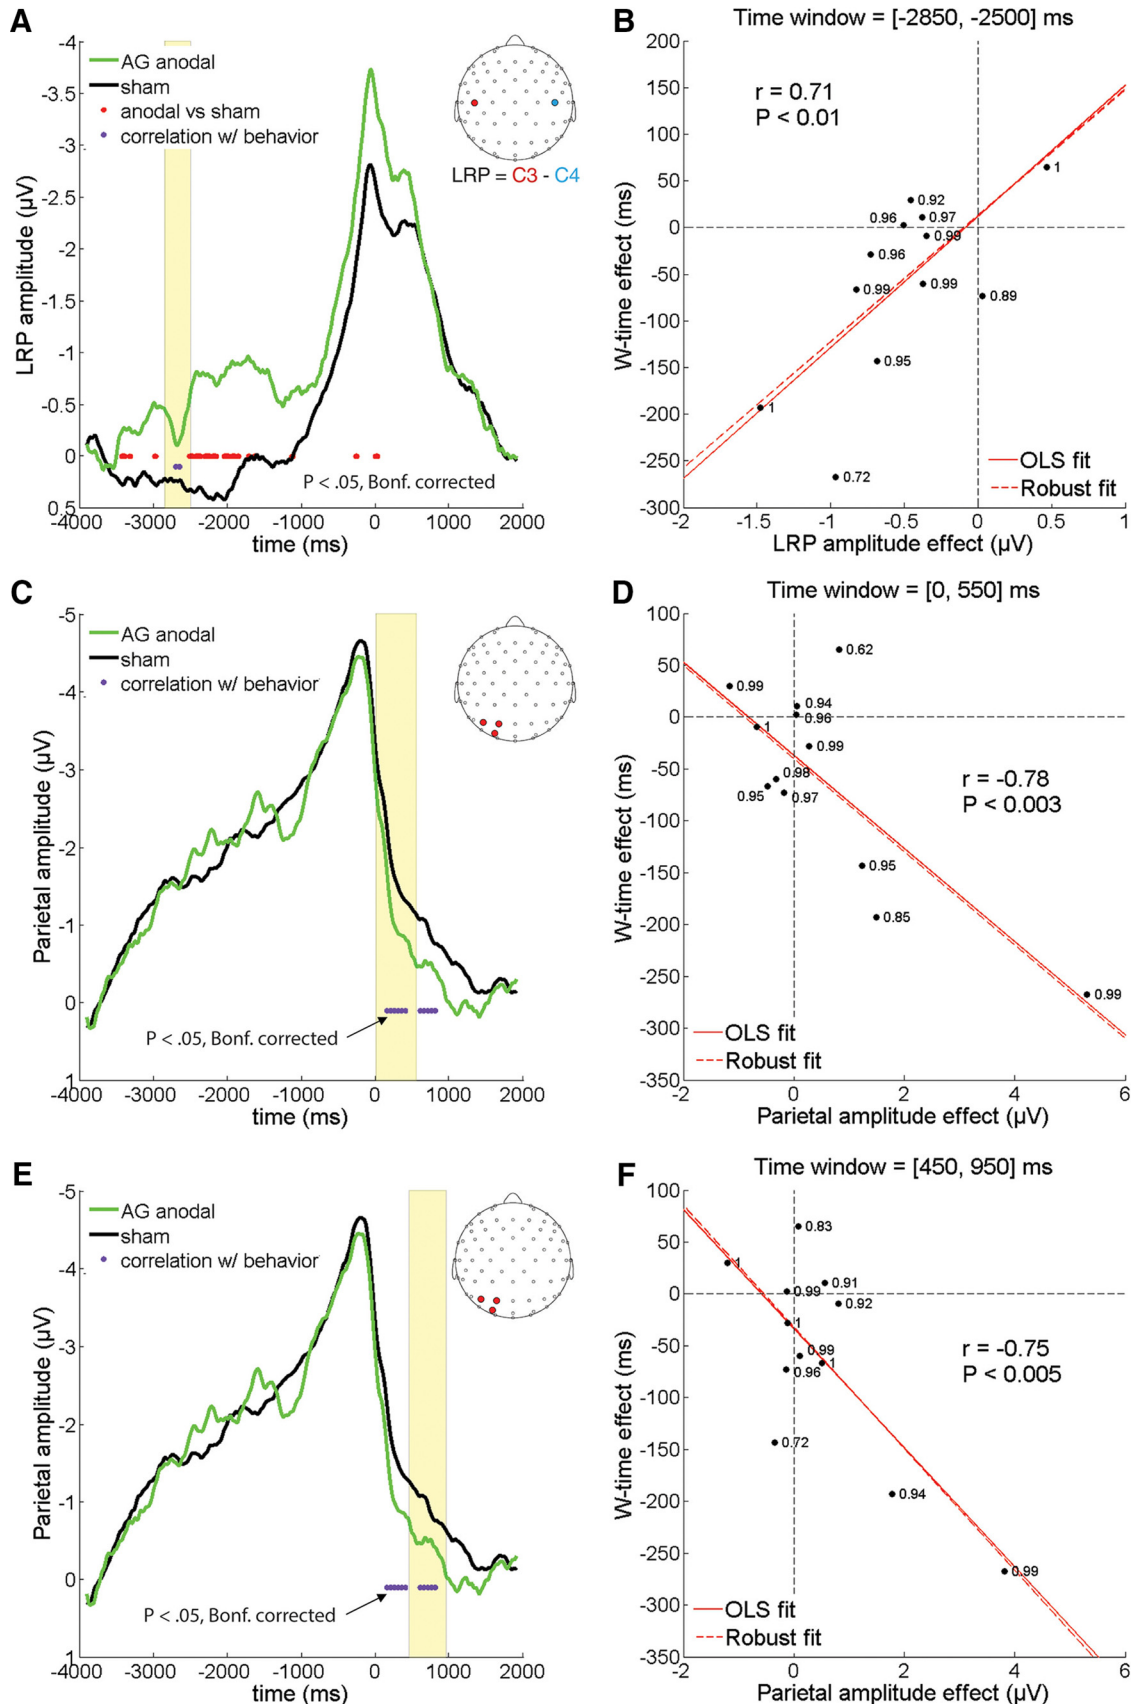 A
AG anodal
sham
anodal vs sham
correlation w/ behavior
LRP = C3 - C4
LRP amplitude (µV)
-4
-3.5
-3
-2.5
-2
-1.5
-1
-0.5
0
0.5
P < .05, Bonf. corrected
-4000 -3000 -2000 -1000 0 1000 2000
time (ms)
B
Time window = [-2850, -2500] ms
r = 0.71
P < 0.01
W-time effect (ms)
200
150
100
50
0
-50
-100
-150
-200
-250
-300
1
0.92
0.96
0.97
0.99
0.96
0.99
0.99
0.89
0.95
1
0.72
OLS fit
Robust fit
-2 -1.5 -1 -0.5 0 0.5 1
LRP amplitude effect (µV)
C
AG anodal
sham
correlation w/ behavior
Parietal amplitude (µV)
-5
-4
-3
-2
-1
0
1
P < .05, Bonf. corrected
-4000 -3000 -2000 -1000 0 1000 2000
time (ms)
D
Time window = [0, 550] ms
W-time effect (ms)
100
50
0
-50
-100
-150
-200
-250
-300
-350
0.62
0.99
0.94
0.96
1
0.99
0.98
0.95
0.97
r = -0.78
P < 0.003
0.95
0.85
0.99
OLS fit
Robust fit
-2 0 2 4 6
Parietal amplitude effect (µV)
E
AG anodal
sham
correlation w/ behavior
Parietal amplitude (µV)
-5
-4
-3
-2
-1
0
1
P < .05, Bonf. corrected
-4000 -3000 -2000 -1000 0 1000 2000
time (ms)
F
Time window = [450, 950] ms
W-time effect (ms)
100
50
0
-50
-100
-150
-200
-250
-300
-350
0.83
1
0.91
0.99
0.92
1
0.99
1
0.96
r = -0.75
P < 0.005
0.72
0.94
0.99
OLS fit
Robust fit
-2 0 2 4 6
Parietal amplitude effect (µV)